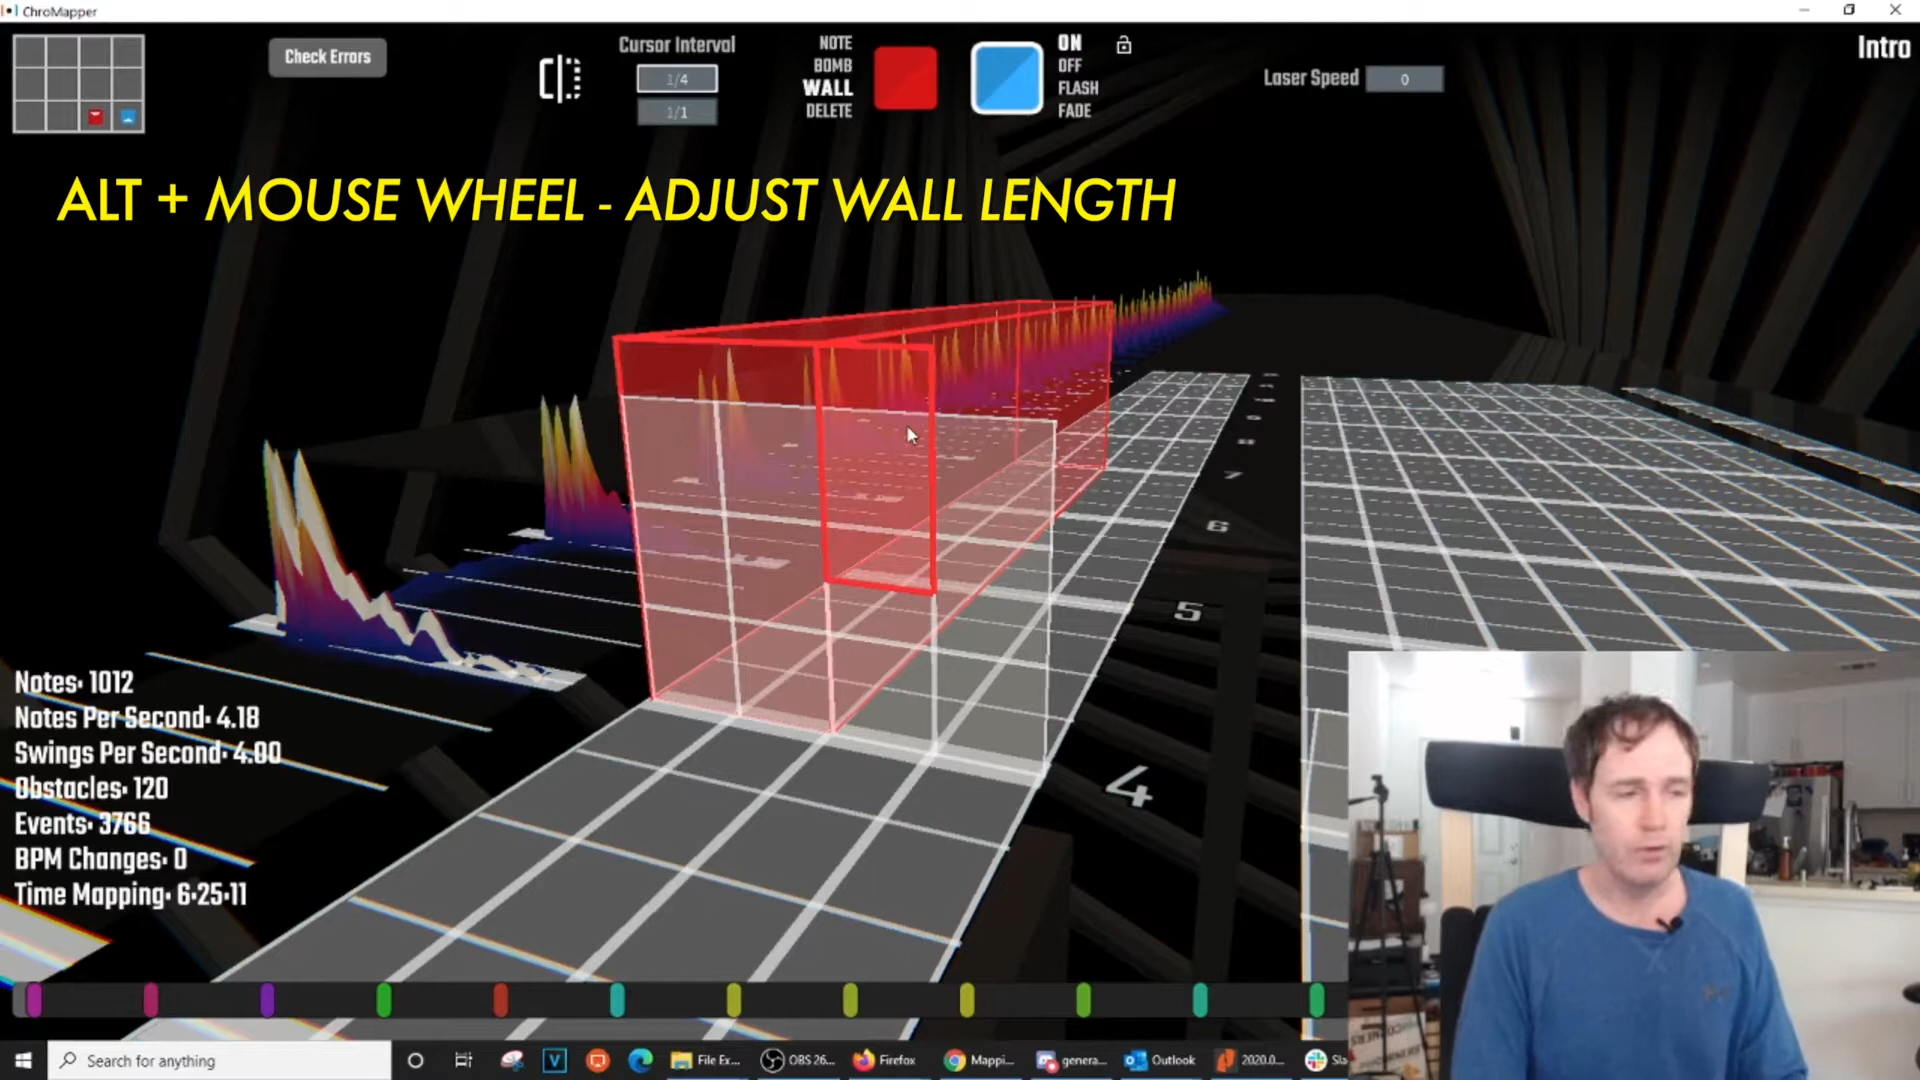 ChroMapper
Check Errors
Cursor Interval
1/4
1/1
NOTE
BOMB
WALL
DELETE
ON
OFF
FLASH
FADE
Laser Speed
0
Intro
ALT + MOUSE WHEEL - ADJUST WALL LENGTH
8
7
6
5
4
Notes: 1012
Notes Per Second: 4.18
Swings Per Second: 4.00
Obstacles: 120
Events: 3766
BPM Changes: 0
Time Mapping: 6:25:11
Search for anything
File Ex...
OBS 26...
Firefox
Mappi...
genera...
Outlook
2020.0...
Sla